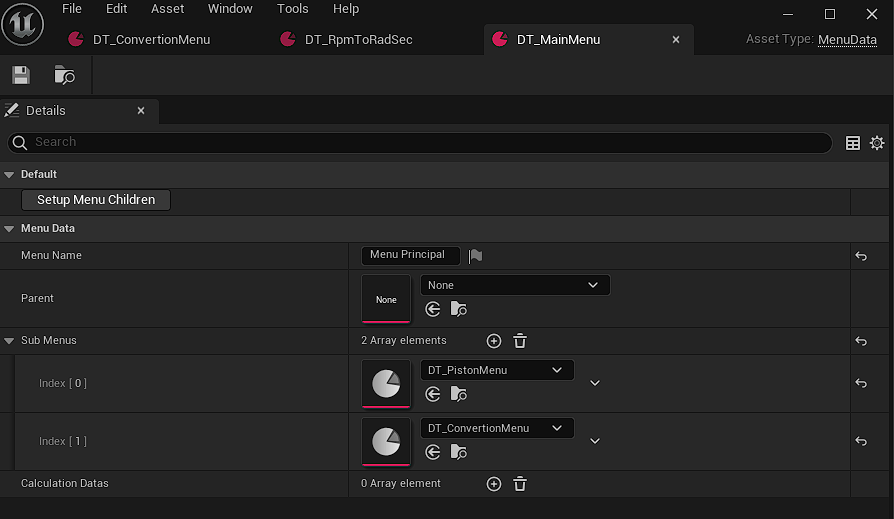 File Edit Asset Window Tools Help
DT_ConvertionMenu DT_RpmToRadSec DT_MainMenu Asset Type: MenuData
Details
Search
Default
Setup Menu Children
Menu Data
Menu Name Menu Principal
None
Parent None
Sub Menus 2 Array elements
DT_PistonMenu
Index [ 0 ]
DT_ConvertionMenu
Index [ 1 ]
Calculation Datas 0 Array element